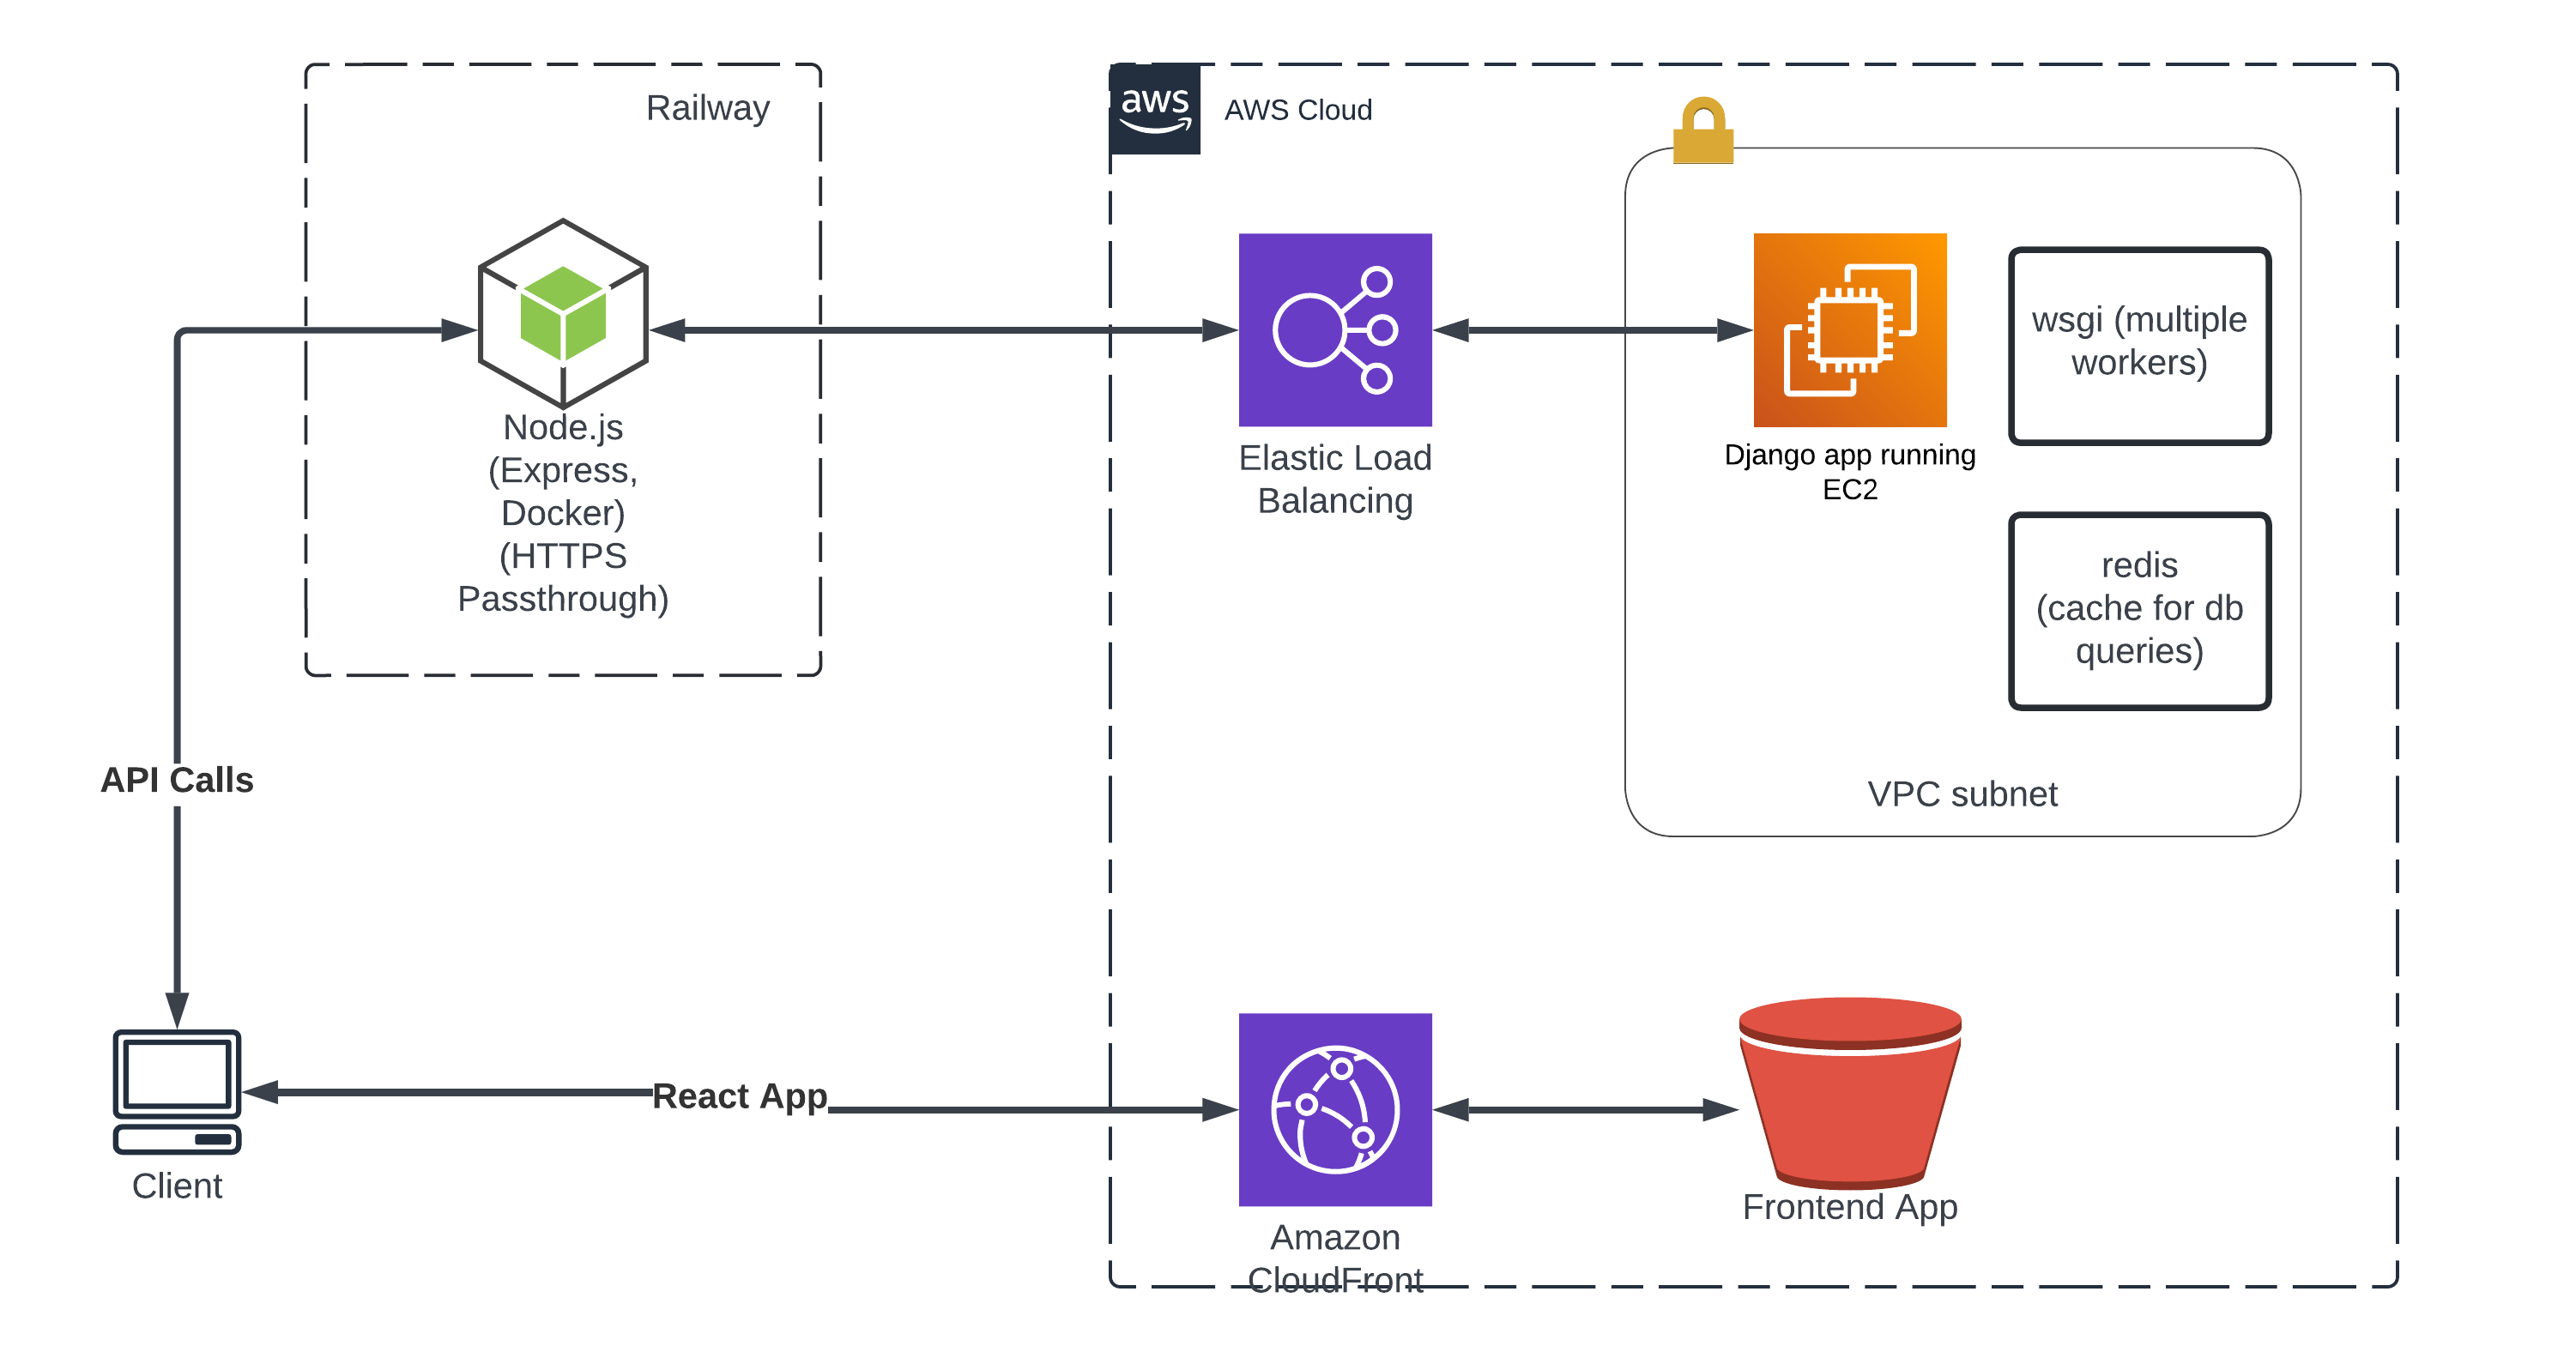 Railway
Node.js
(Express,
Docker)
(HTTPS
Passthrough)
aws
AWS Cloud
Elastic Load
Balancing
Django app running
EC2
wsgi (multiple
workers)
redis
(cache for db
queries)
VPC subnet
API Calls
Client
React App
Amazon
CloudFront
Frontend App